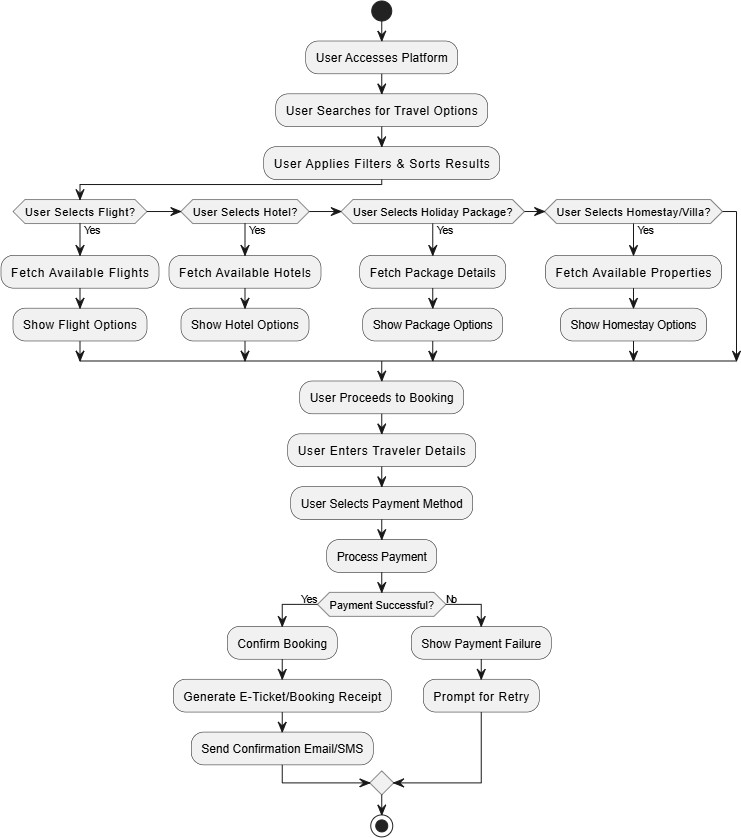 User Accesses Platform
User Searches for Travel Options
User Applies Filters & Sorts Results
User Selects Flight?
User Selects Hotel?
User Selects Holiday Package?
User Selects Homestay/Villa?
Yes
Yes
Yes
Yes
Fetch Available Flights
Fetch Available Hotels
Fetch Package Details
Fetch Available Properties
Show Flight Options
Show Hotel Options
Show Package Options
Show Homestay Options
User Proceeds to Booking
User Enters Traveler Details
User Selects Payment Method
Process Payment
Yes
Payment Successful?
No
Confirm Booking
Show Payment Failure
Generate E-Ticket/Booking Receipt
Prompt for Retry
Send Confirmation Email/SMS